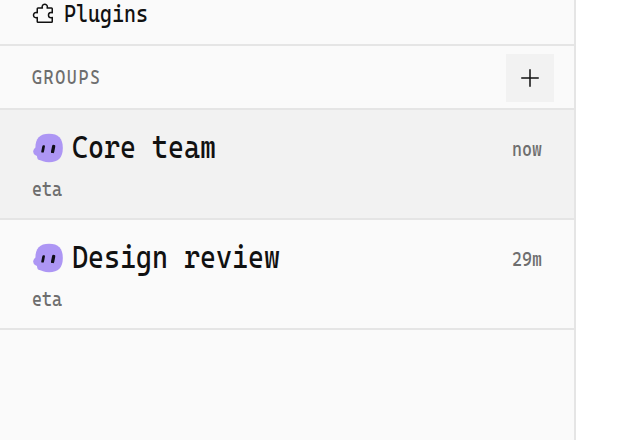 Plugins
GROUPS
Core team now
eta
Design review 29m
eta